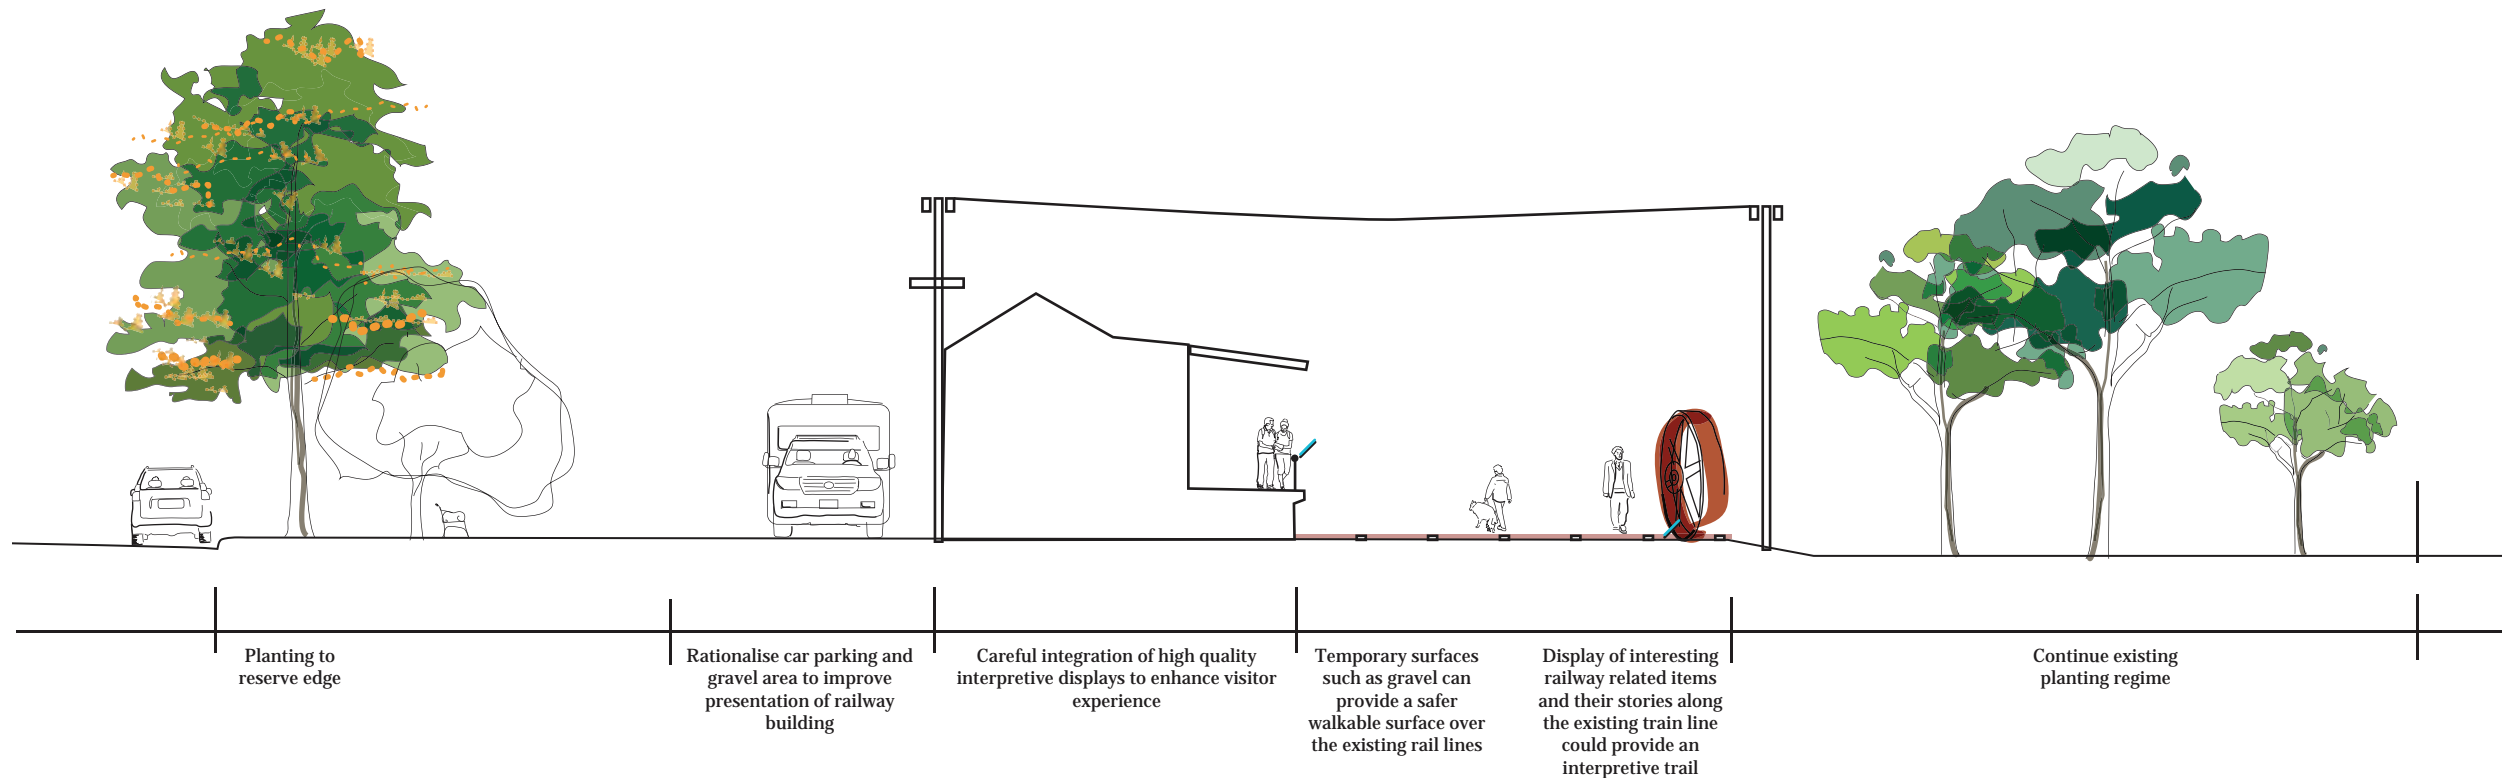 Planting to
reserve edge
Rationalise car parking and
gravel area to improve
presentation of railway
building
Careful integration of high quality
interpretive displays to enhance visitor
experience
Temporary surfaces
such as gravel can
provide a safer
walkable surface over
the existing rail lines
Display of interesting
railway related items
and their stories along
the existing train line
could provide an
interpretive trail
Continue existing
planting regime